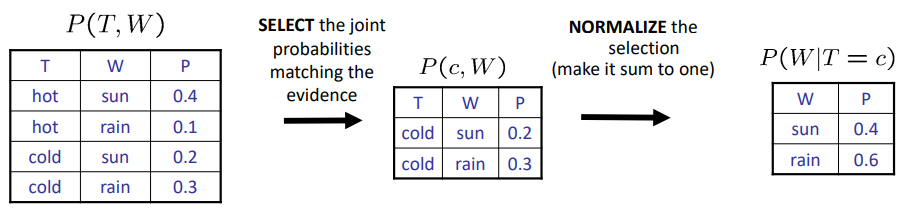 P(T, W)
T W P
hot sun 0.4
hot rain 0.1
cold sun 0.2
cold rain 0.3
SELECT the joint
probabilities
matching the
evidence
P(c, W)
T W P
cold sun 0.2
cold rain 0.3
NORMALIZE the
selection
(make it sum to one)
P(W|T = c)
W P
sun 0.4
rain 0.6